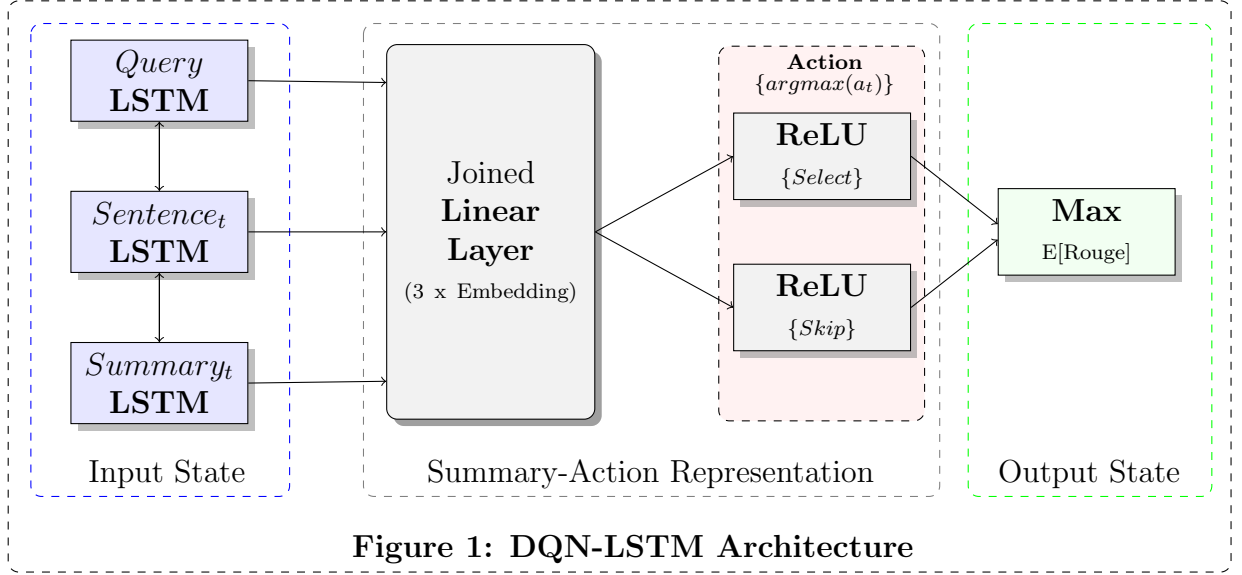 Query
LSTM
Sentence_t
LSTM
Summary_t
LSTM
Input State
Joined
Linear
Layer
(3 x Embedding)
Action
{argmax(a_t)}
ReLU
{Select}
ReLU
{Skip}
Summary-Action Representation
Max
E[Rouge]
Output State
Figure 1: DQN-LSTM Architecture